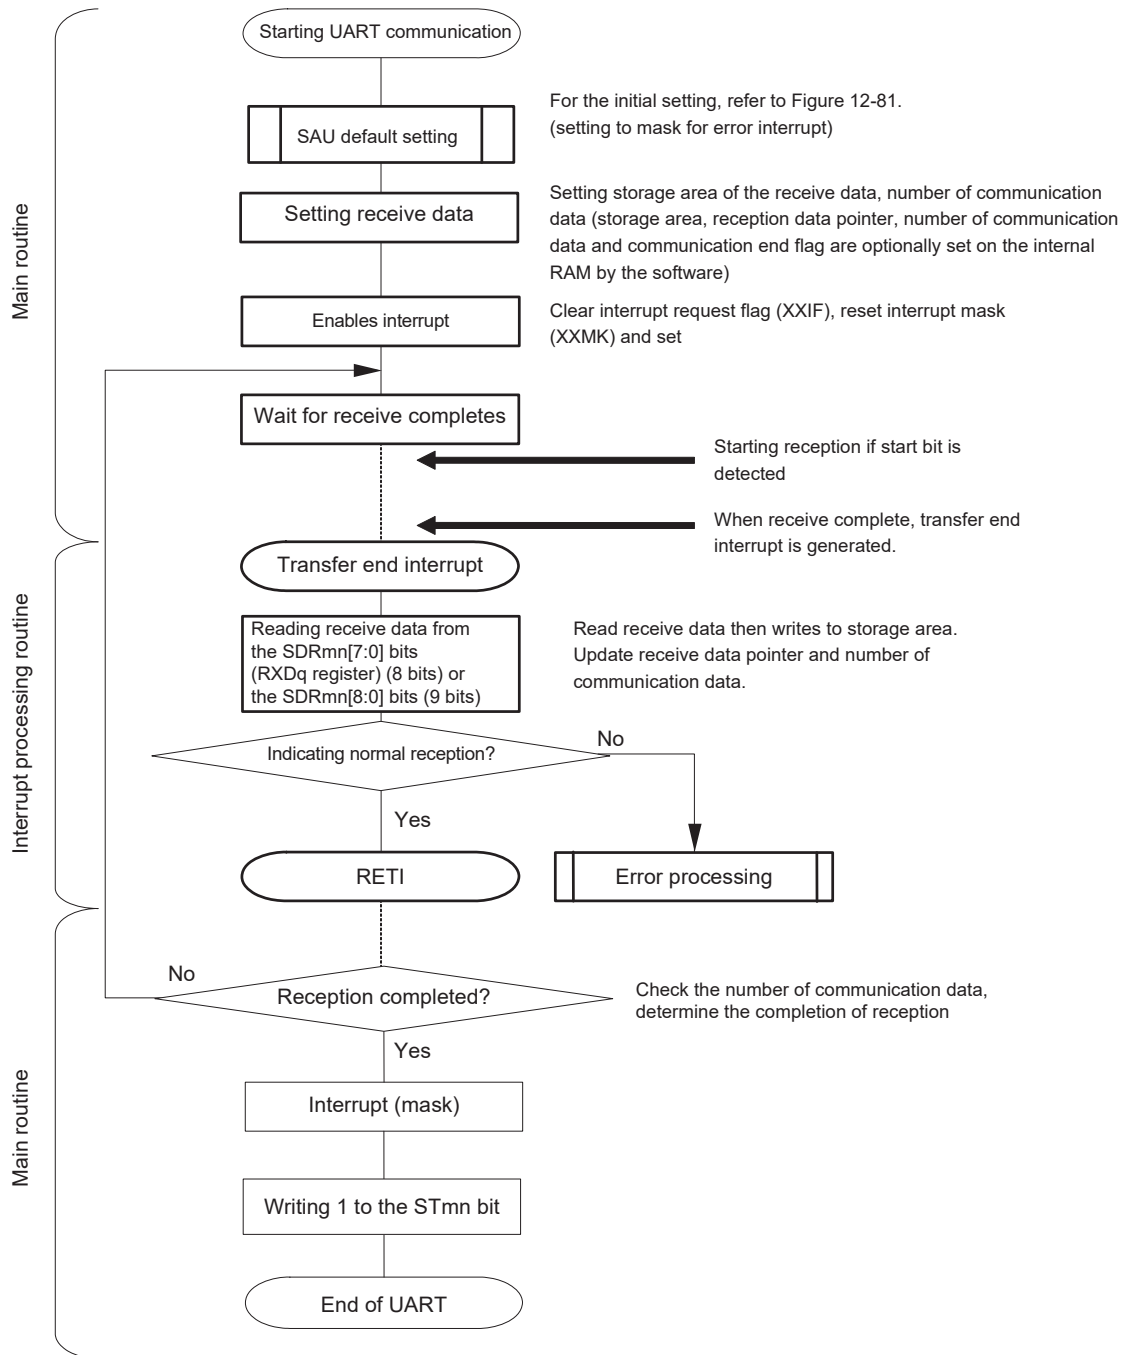 Starting UART communication
For the initial setting, refer to Figure 12-81.
(setting to mask for error interrupt)
SAU default setting
Main routine
Setting receive data
Setting storage area of the receive data, number of communication
data (storage area, reception data pointer, number of communication
data and communication end flag are optionally set on the internal
RAM by the software)
Enables interrupt
Clear interrupt request flag (XXIF), reset interrupt mask
(XXMK) and set
Wait for receive completes
Starting reception if start bit is
detected
When receive complete, transfer end
interrupt is generated.
Transfer end interrupt
Interrupt processing routine
Reading receive data from
the SDRmn[7:0] bits
(RXDq register) (8 bits) or
the SDRmn[8:0] bits (9 bits)
Read receive data then writes to storage area.
Update receive data pointer and number of
communication data.
Indicating normal reception?
No
Yes
RETI
Error processing
No
Reception completed?
Check the number of communication data,
determine the completion of reception
Yes
Main routine
Interrupt (mask)
Writing 1 to the STmn bit
End of UART